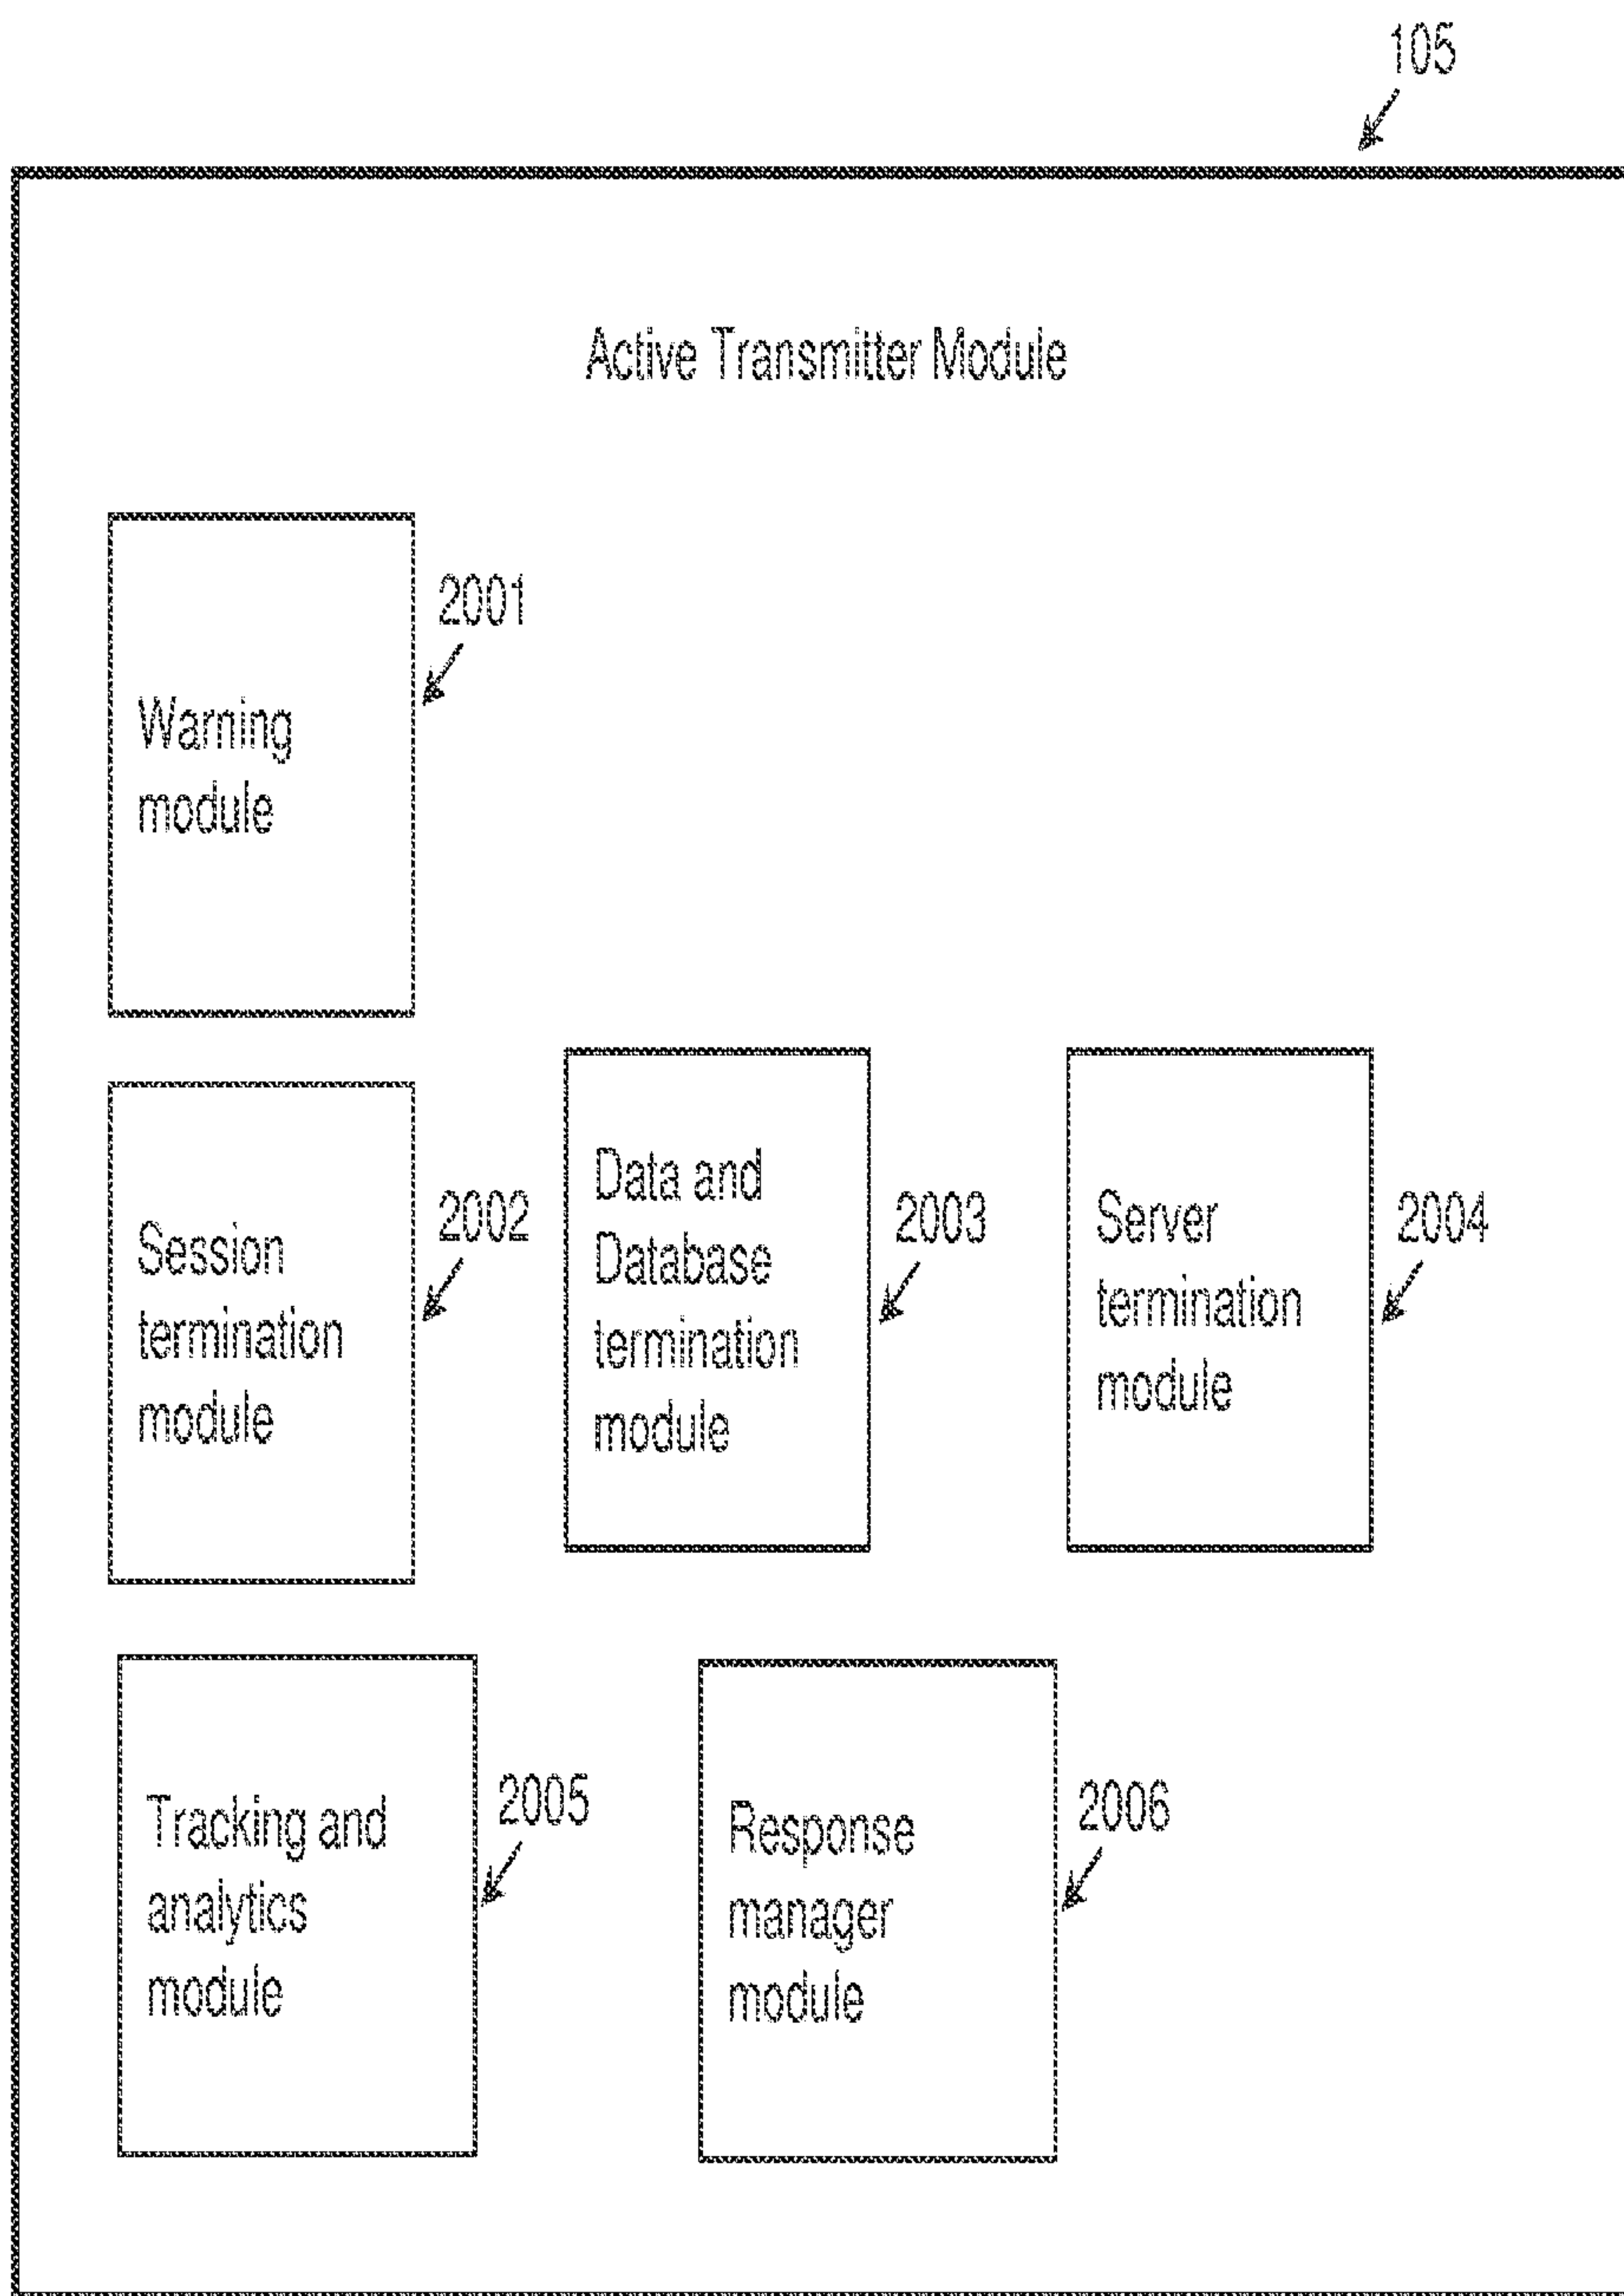 105
Active Transmitter Module
Warning
module
2001
Session
termination
module
2002
Data and
Database
termination
module
2003
Server
termination
module
2004
Tracking and
analytics
module
2005
Response
manager
module
2006